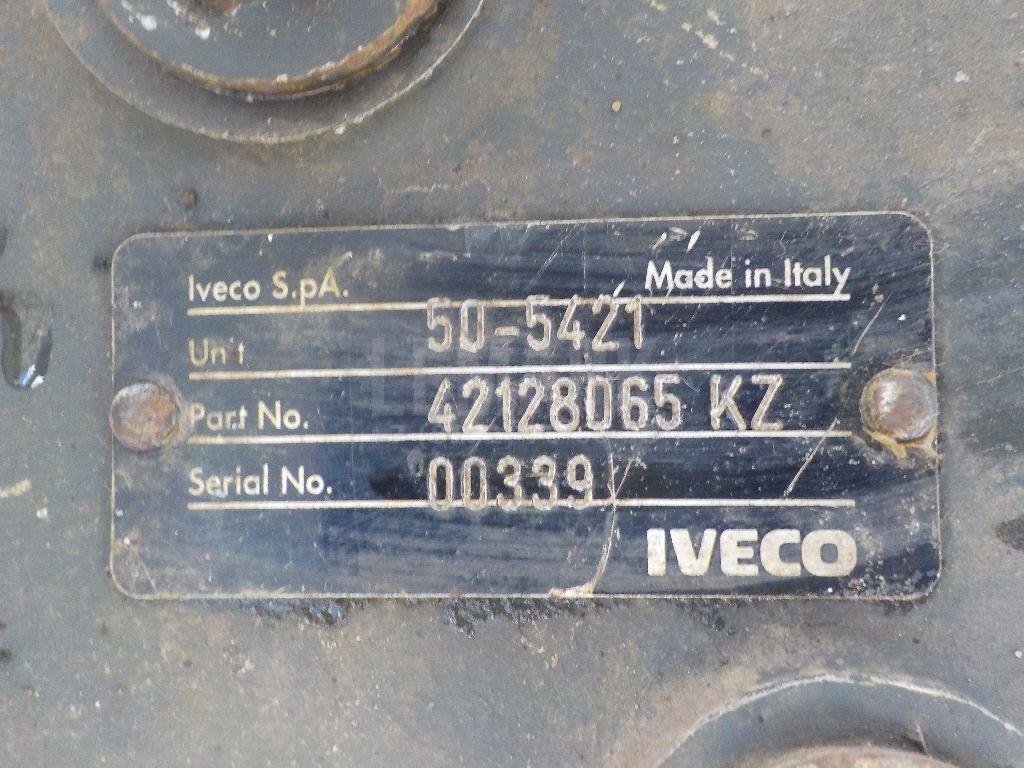 Iveco S.pA. Made in Italy
Unit 50-5421
Part No. 42128065 KZ
Serial No. 00339
IVECO